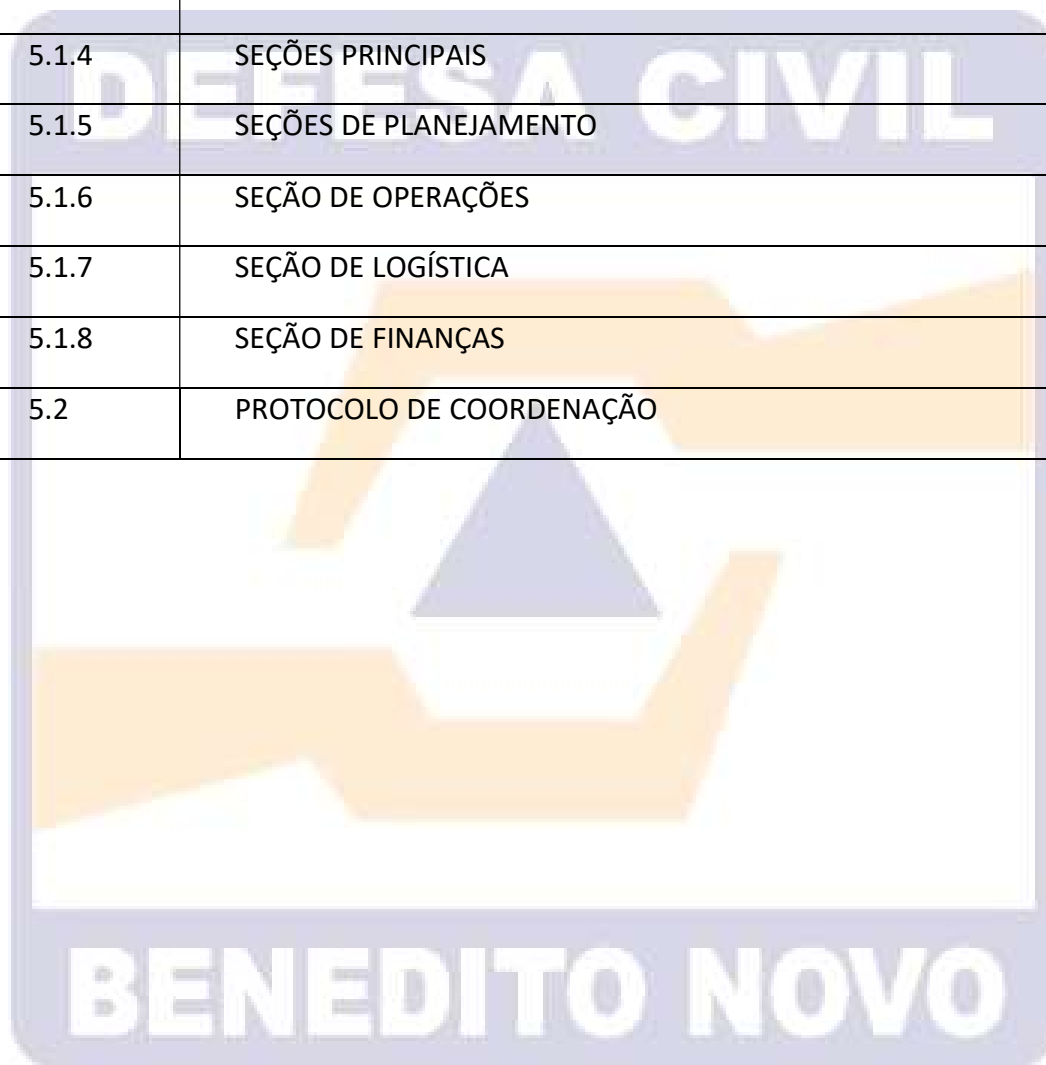 DEFESA CIVIL
5.1.4 SEÇÕES PRINCIPAIS
5.1.5 SEÇÕES DE PLANEJAMENTO
5.1.6 SEÇÃO DE OPERAÇÕES
5.1.7 SEÇÃO DE LOGÍSTICA
5.1.8 SEÇÃO DE FINANÇAS
5.2 PROTOCOLO DE COORDENAÇÃO
BENEDITO NOVO